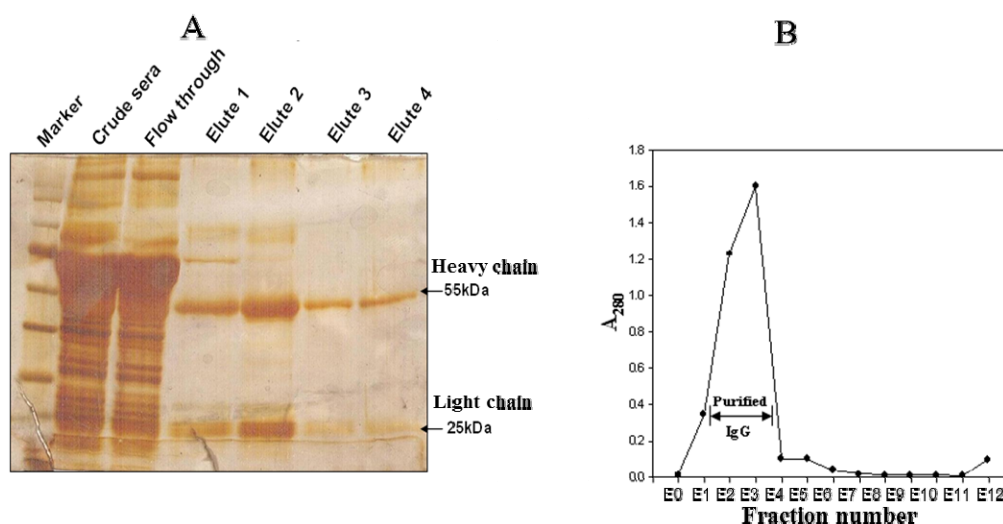 A
Marker
Crude sera
Flow through
Elute 1
Elute 2
Elute 3
Elute 4
Heavy chain
55kDa
Light chain
25kDa
B
1.8
1.6
1.4
1.2
1.0
0.8
0.6
0.4
0.2
0.0
A280
Purified
IgG
E0 E1 E2 E3 E4 E5 E6 E7 E8 E9 E10 E11 E12
Fraction number